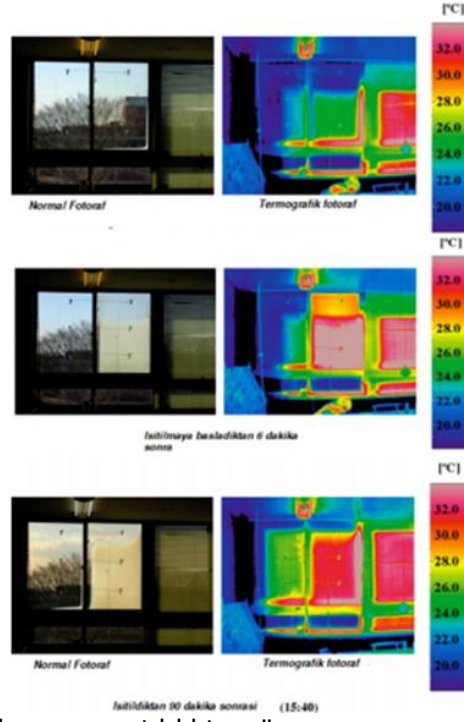 [°C]
32.0
30.0
28.0
26.0
24.0
22.0
20.0
Normal Fotoraf
Termografik fotoraf
[°C]
32.0
30.0
28.0
26.0
24.0
22.0
20.0
Isitilmaya basladiktan 6 dakika
sonra
[°C]
32.0
30.0
28.0
26.0
24.0
22.0
20.0
Normal Fotoraf
Termografik fotoraf
Isitildiktan 90 dakika sonrasi (15:40)